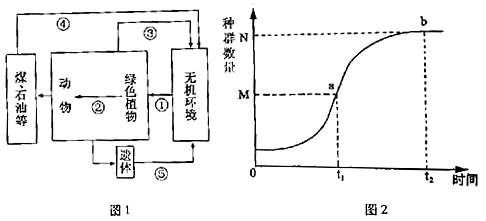 ④
③
煤、石油等
动物
②
绿色植物
①
无机环境
遗体
⑤
图1
种群数量
N
b
M
a
0
t₁
t₂
时间
图2